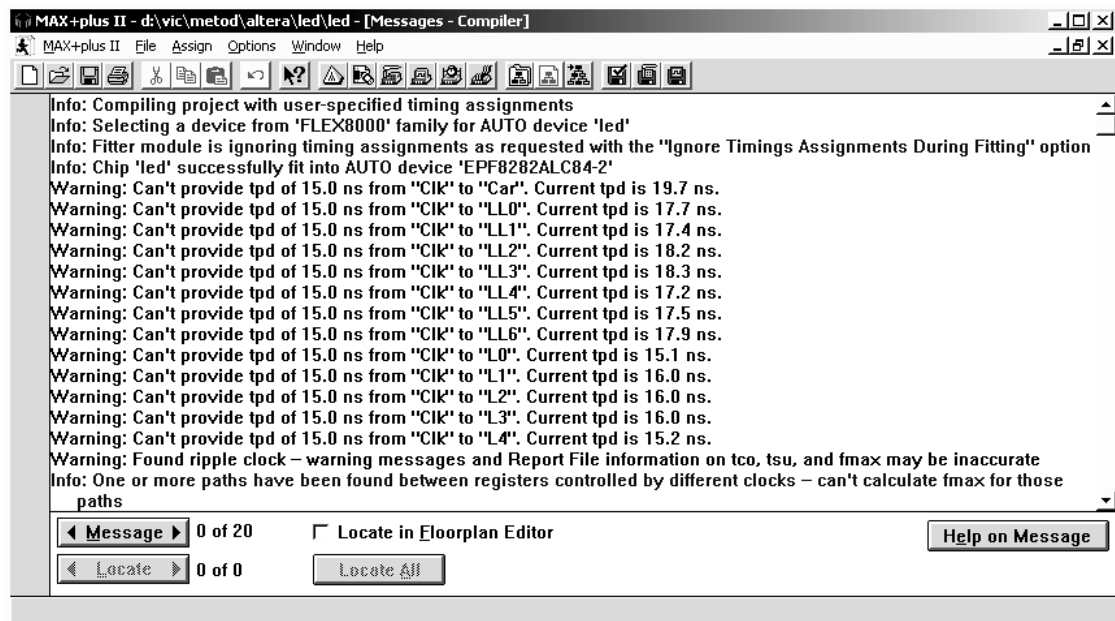 MAX+plus II - d:\vic\metod\altera\led\led - [Messages - Compiler]
MAX+plus II File Assign Options Window Help
Info: Compiling project with user-specified timing assignments
Info: Selecting a device from 'FLEX8000' family for AUTO device 'led'
Info: Fitter module is ignoring timing assignments as requested with the "Ignore Timings Assignments During Fitting" option
Info: Chip 'led' successfully fit into AUTO device 'EPF8282ALC84-2'
Warning: Can't provide tpd of 15.0 ns from "Clk" to "Car". Current tpd is 19.7 ns.
Warning: Can't provide tpd of 15.0 ns from "Clk" to "LL0". Current tpd is 17.7 ns.
Warning: Can't provide tpd of 15.0 ns from "Clk" to "LL1". Current tpd is 17.4 ns.
Warning: Can't provide tpd of 15.0 ns from "Clk" to "LL2". Current tpd is 18.2 ns.
Warning: Can't provide tpd of 15.0 ns from "Clk" to "LL3". Current tpd is 18.3 ns.
Warning: Can't provide tpd of 15.0 ns from "Clk" to "LL4". Current tpd is 17.2 ns.
Warning: Can't provide tpd of 15.0 ns from "Clk" to "LL5". Current tpd is 17.5 ns.
Warning: Can't provide tpd of 15.0 ns from "Clk" to "LL6". Current tpd is 17.9 ns.
Warning: Can't provide tpd of 15.0 ns from "Clk" to "L0". Current tpd is 15.1 ns.
Warning: Can't provide tpd of 15.0 ns from "Clk" to "L1". Current tpd is 16.0 ns.
Warning: Can't provide tpd of 15.0 ns from "Clk" to "L2". Current tpd is 16.0 ns.
Warning: Can't provide tpd of 15.0 ns from "Clk" to "L3". Current tpd is 16.0 ns.
Warning: Can't provide tpd of 15.0 ns from "Clk" to "L4". Current tpd is 15.2 ns.
Warning: Found ripple clock – warning messages and Report File information on tco, tsu, and fmax may be inaccurate
Info: One or more paths have been found between registers controlled by different clocks – can't calculate fmax for those
paths
Message 0 of 20 Locate in Floorplan Editor Help on Message
Locate 0 of 0 Locate All